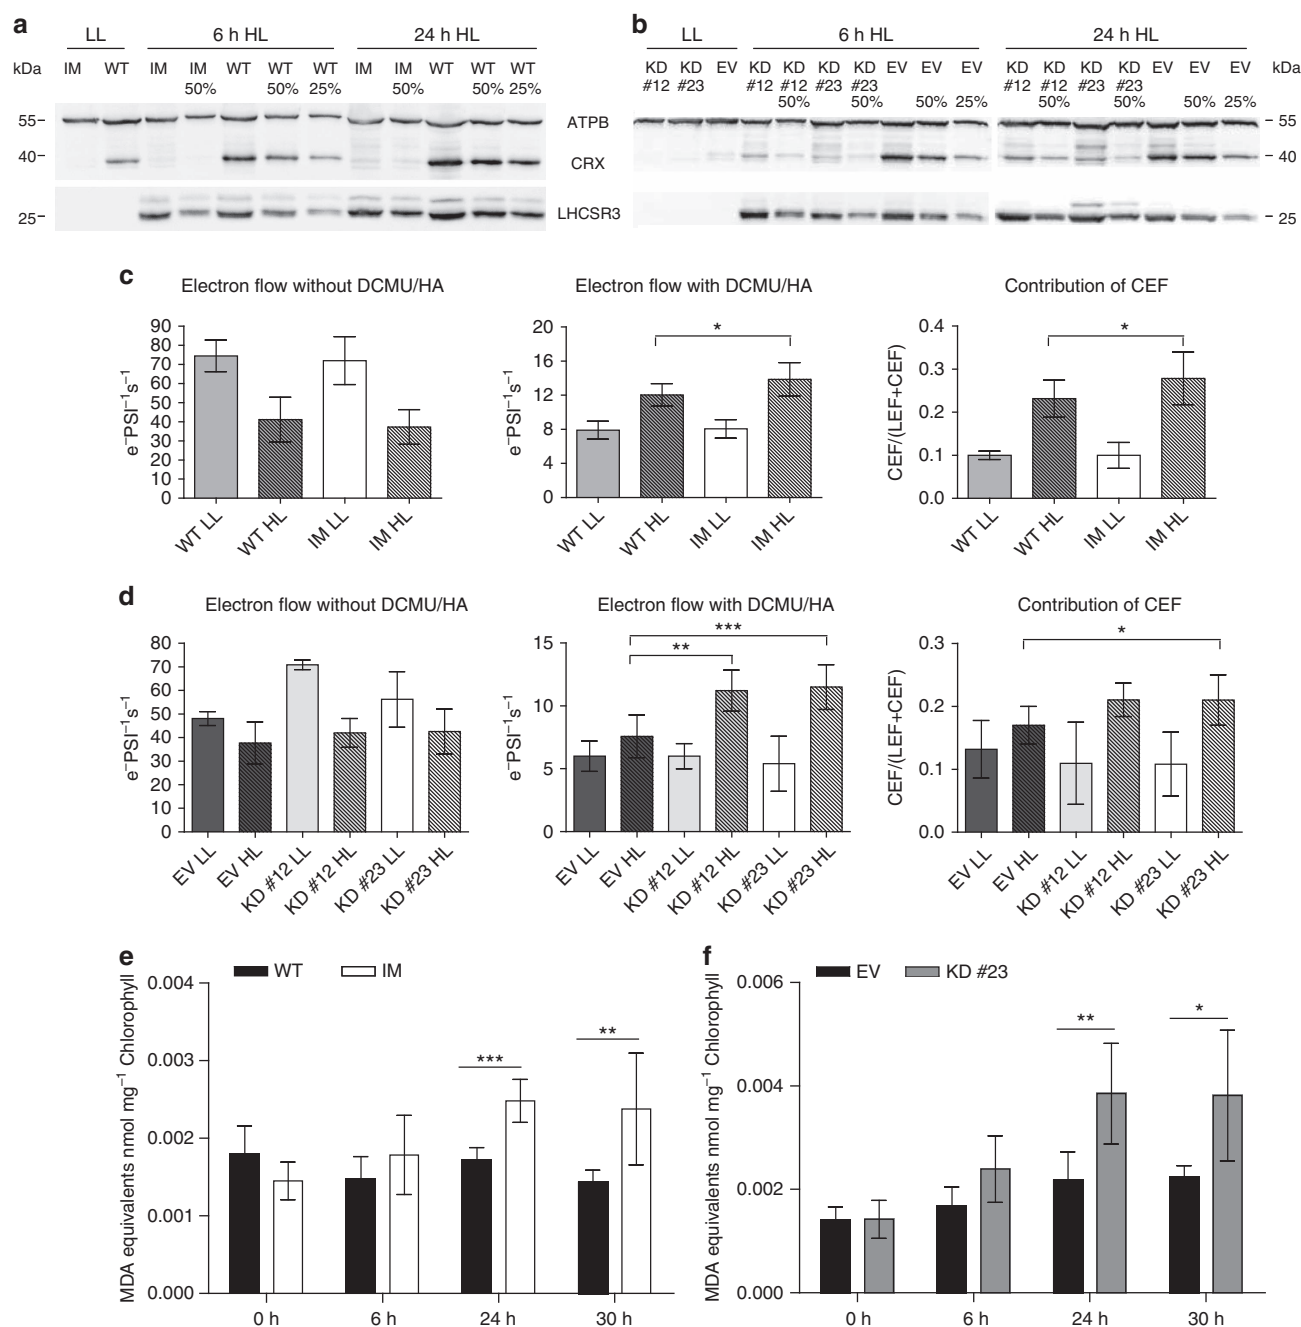 a
LL 6 h HL 24 h HL
kDa IM WT IM IM WT WT WT IM IM WT WT WT
50% 50% 25% 50% 50% 25%
55– ATPB
40– CRX
25– LHCSR3
b
LL 6 h HL 24 h HL
KD KD EV KD KD KD KD EV EV EV KD KD KD KD EV EV EV kDa
#12 #23 #12 #12 #23 #23 #12 #12 #23 #23
50% 50% 50% 25% 50% 50% 50% 25%
– 55
– 40
– 25
c
Electron flow without DCMU/HA
e⁻PSI⁻¹s⁻¹
90
80
70
60
50
40
30
20
10
0
WT LL WT HL IM LL IM HL
Electron flow with DCMU/HA
e⁻PSI⁻¹s⁻¹
20
16
12
8
4
0
*
WT LL WT HL IM LL IM HL
Contribution of CEF
CEF/(LEF+CEF)
0.4
0.3
0.2
0.1
0.0
*
WT LL WT HL IM LL IM HL
d
Electron flow without DCMU/HA
e⁻PSI⁻¹s⁻¹
80
70
60
50
40
30
20
10
0
EV LL EV HL KD #12 LL KD #12 HL KD #23 LL KD #23 HL
Electron flow with DCMU/HA
e⁻PSI⁻¹s⁻¹
15
10
5
0
***
**
EV LL EV HL KD #12 LL KD #12 HL KD #23 LL KD #23 HL
Contribution of CEF
CEF/(LEF+CEF)
0.3
0.2
0.1
0.0
*
EV LL EV HL KD #12 LL KD #12 HL KD #23 LL KD #23 HL
e
WT IM
MDA equivalents nmol mg⁻¹ Chlorophyll
0.004
0.003
0.002
0.001
0.000
***
**
0 h 6 h 24 h 30 h
f
EV KD #23
MDA equivalents nmol mg⁻¹ Chlorophyll
0.006
0.004
0.002
0.000
**
*
0 h 6 h 24 h 30 h